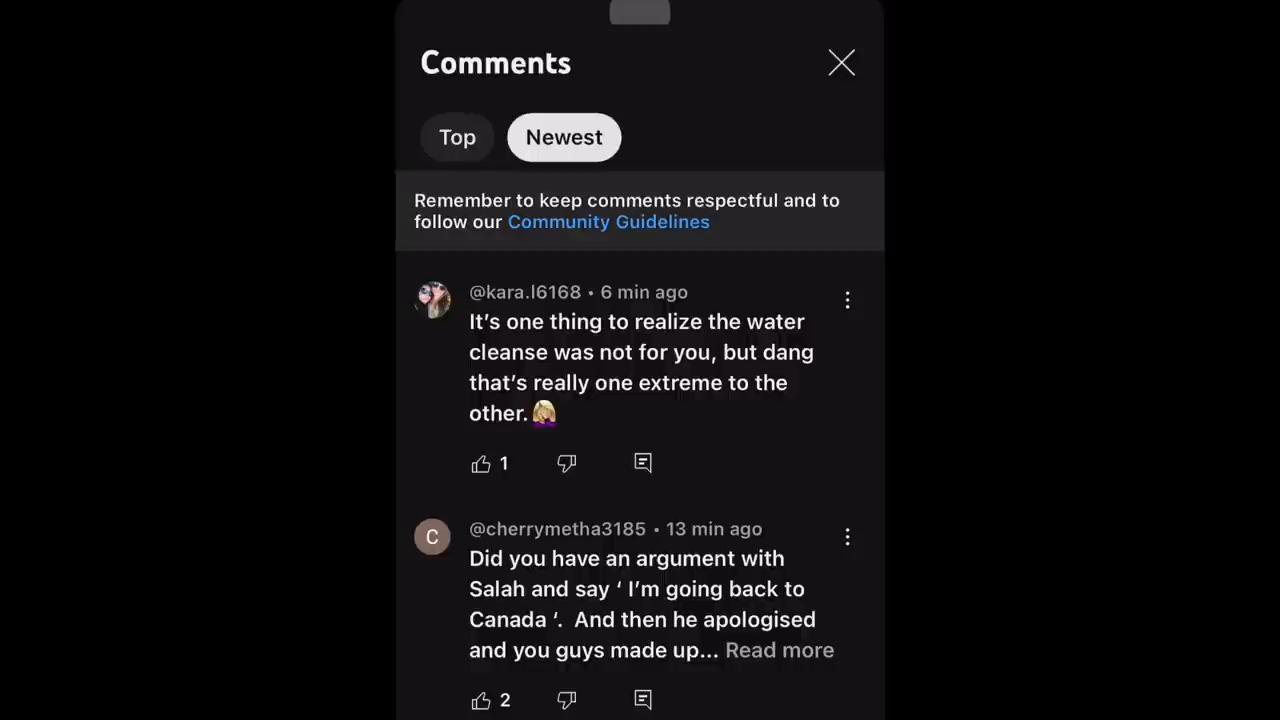 Comments
Top Newest
Remember to keep comments respectful and to
follow our Community Guidelines
@kara.l6168 • 6 min ago
It’s one thing to realize the water
cleanse was not for you, but dang
that’s really one extreme to the
other.🤦🏼‍♀️
1
C
@cherrymetha3185 • 13 min ago
Did you have an argument with
Salah and say ‘ I’m going back to
Canada ‘.  And then he apologised
and you guys made up... Read more
2